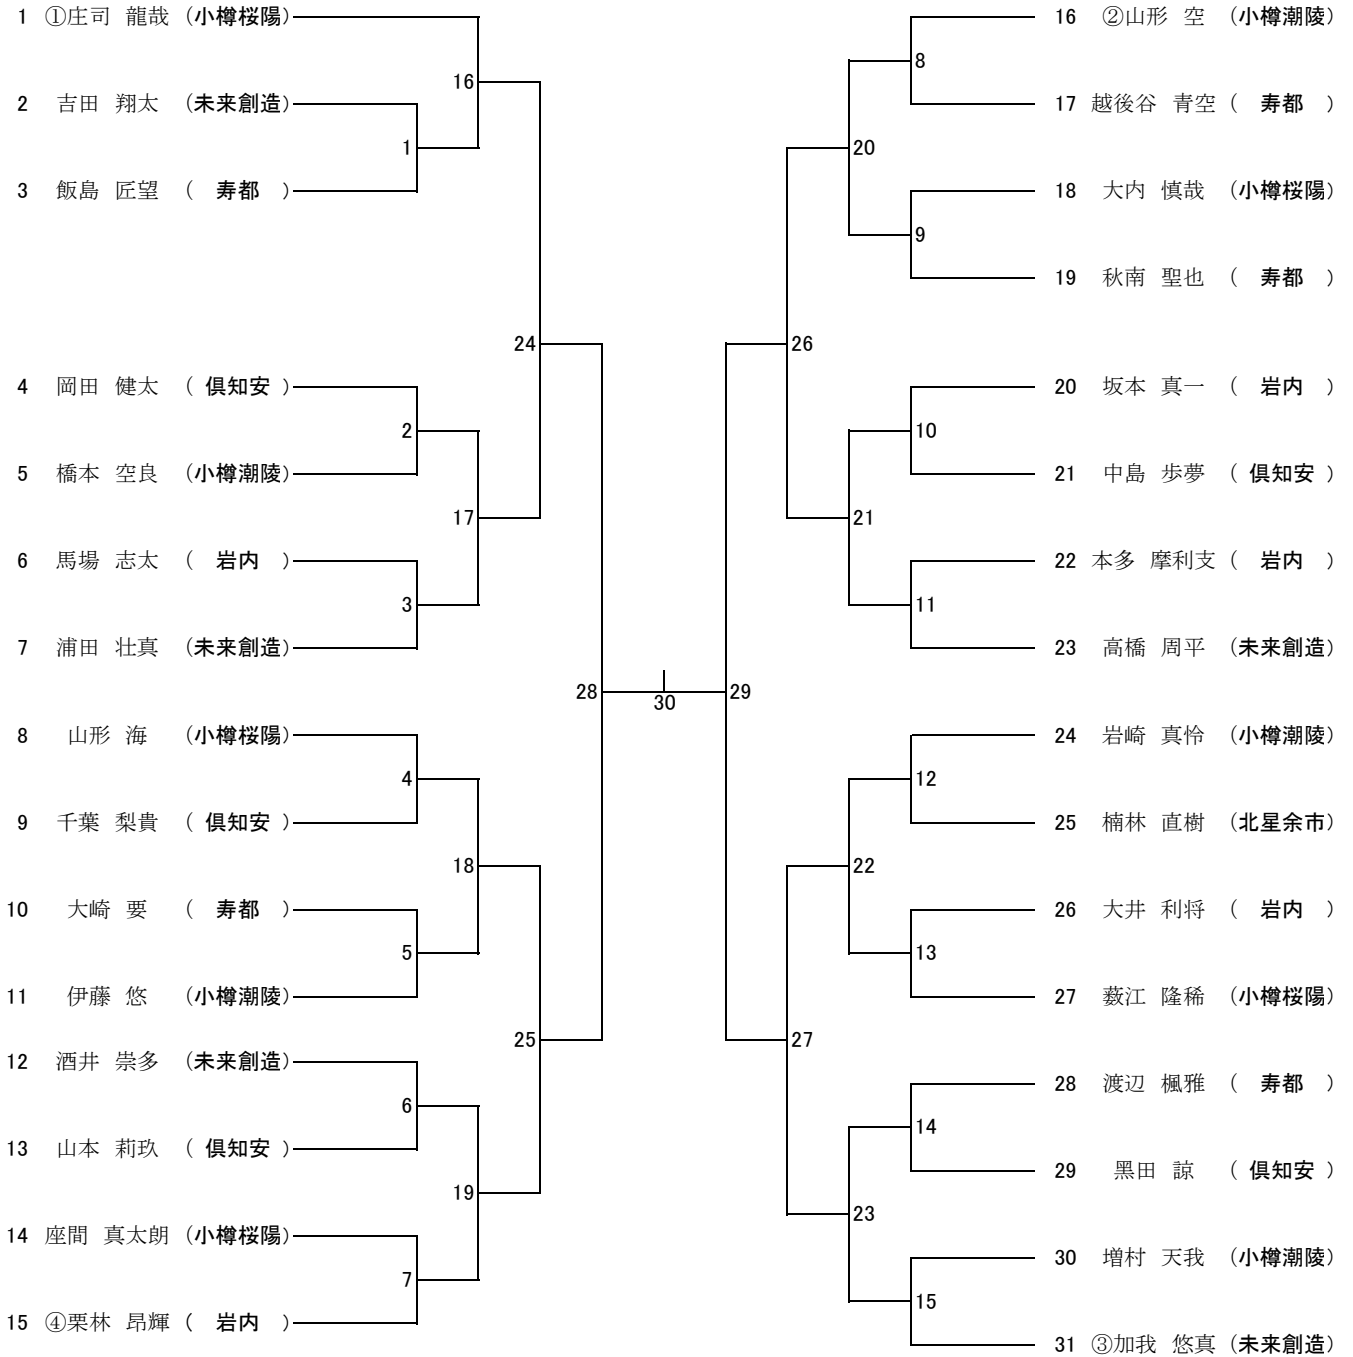 1 ①庄司 龍哉 (小樽桜陽)
16
2 吉田 翔太 (未来創造)
1
3 飯島 匠望 ( 寿都 )
24
4 岡田 健太 ( 倶知安 )
2
5 橋本 空良 (小樽潮陵)
17
6 馬場 志太 ( 岩内 )
3
7 浦田 壮真 (未来創造)
28
8 山形 海 (小樽桜陽)
4
9 千葉 梨貴 ( 倶知安 )
18
10 大崎 要 ( 寿都 )
5
11 伊藤 悠 (小樽潮陵)
25
12 酒井 崇多 (未来創造)
6
13 山本 莉玖 ( 倶知安 )
19
14 座間 真太朗 (小樽桜陽)
7
15 ④栗林 昂輝 ( 岩内 )
30
16 ②山形 空 (小樽潮陵)
8
17 越後谷 青空 ( 寿都 )
20
18 大内 慎哉 (小樽桜陽)
9
19 秋南 聖也 ( 寿都 )
26
20 坂本 真一 ( 岩内 )
10
21 中島 歩夢 ( 倶知安 )
21
22 本多 摩利支 ( 岩内 )
11
23 高橋 周平 (未来創造)
29
24 岩崎 真怜 (小樽潮陵)
12
25 楠林 直樹 (北星余市)
22
26 大井 利将 ( 岩内 )
13
27 薮江 隆稀 (小樽桜陽)
27
28 渡辺 楓雅 ( 寿都 )
14
29 黑田 諒 ( 倶知安 )
23
30 増村 天我 (小樽潮陵)
15
31 ③加我 悠真 (未来創造)